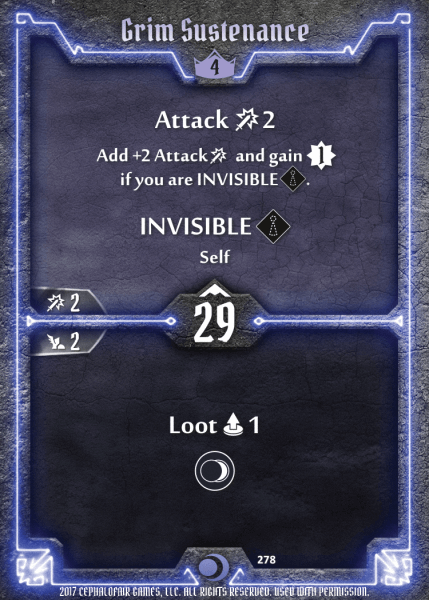 Grim Sustenance
4
Attack 2
Add +2 Attack and gain 1
if you are INVISIBLE .
INVISIBLE
Self
2
29
2
Loot 1
278
2017 CEPHALOFAIR GAMES, LLC. ALL RIGHTS RESERVED. USED WITH PERMISSION.